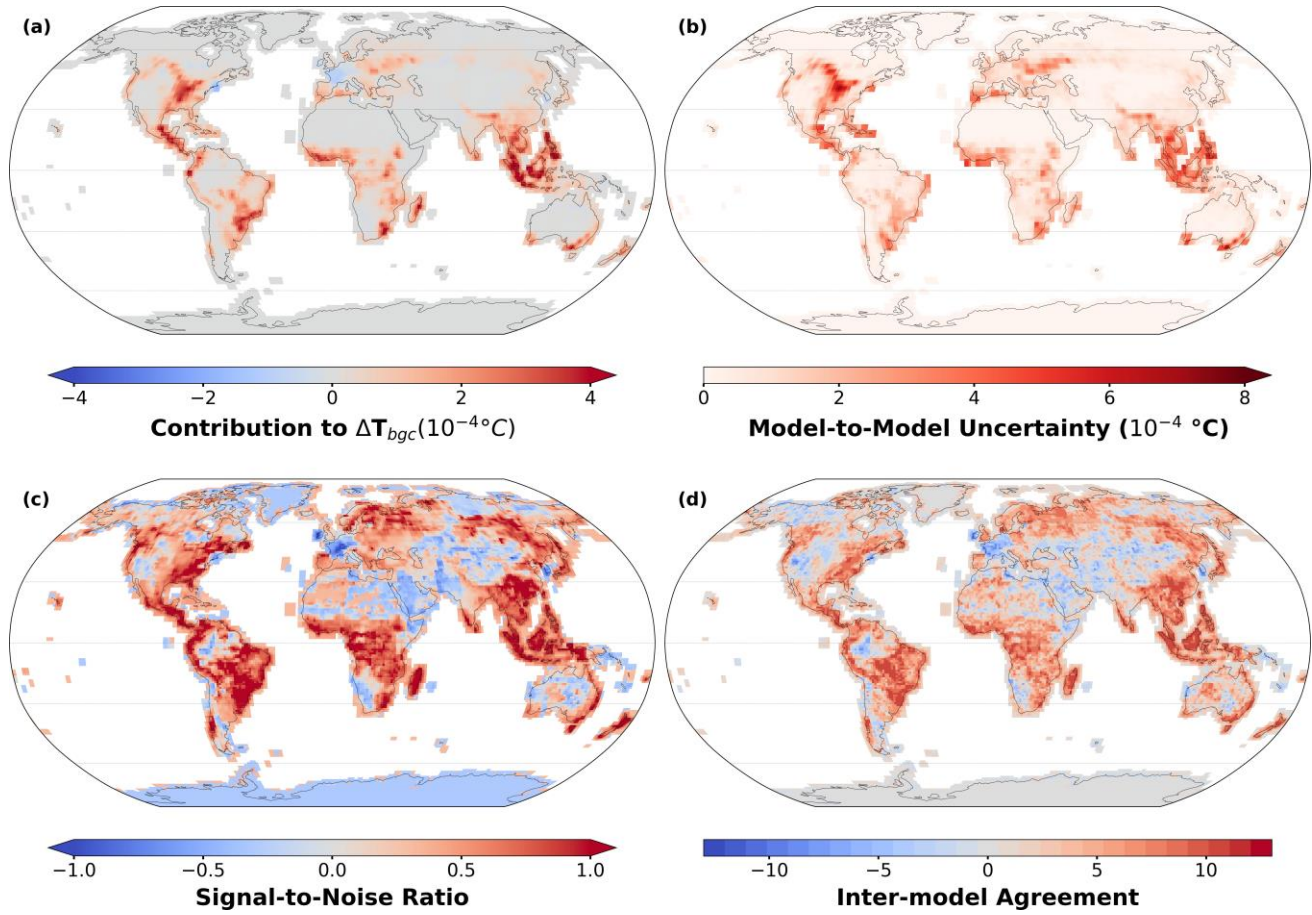 (a)
(b)
−4 −2 0 2 4
0 2 4 6 8
Contribution to ΔT_bgc(10⁻⁴°C)
Model-to-Model Uncertainty (10⁻⁴ °C)
(c)
(d)
−1.0 −0.5 0.0 0.5 1.0
−10 −5 0 5 10
Signal-to-Noise Ratio
Inter-model Agreement